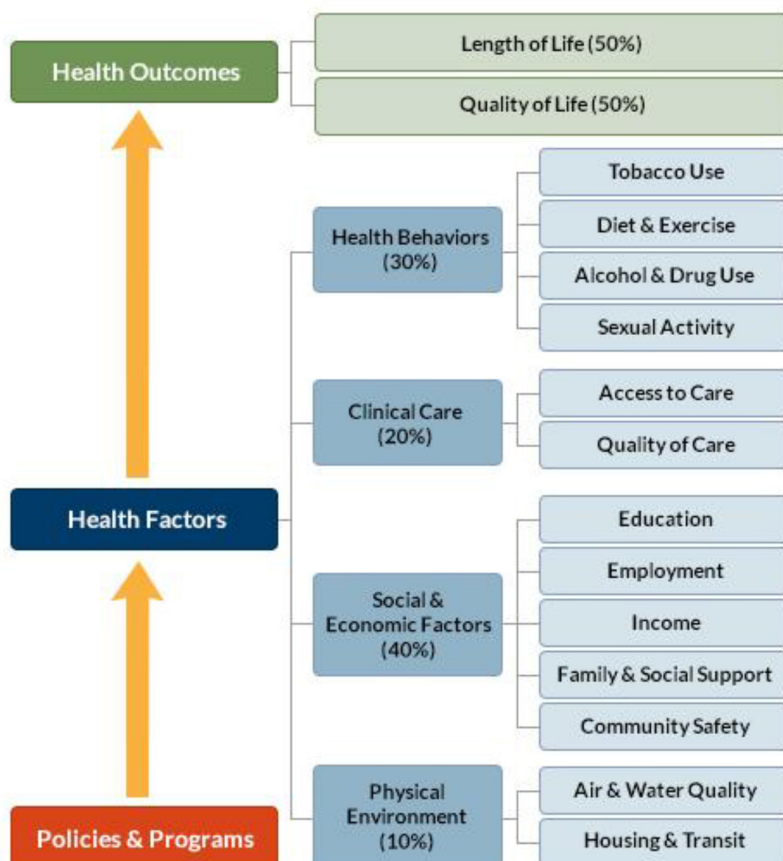 Health Outcomes
Length of Life (50%)
Quality of Life (50%)
Health Factors
Health Behaviors
(30%)
Tobacco Use
Diet & Exercise
Alcohol & Drug Use
Sexual Activity
Clinical Care
(20%)
Access to Care
Quality of Care
Social &
Economic Factors
(40%)
Education
Employment
Income
Family & Social Support
Community Safety
Physical
Environment
(10%)
Air & Water Quality
Housing & Transit
Policies & Programs